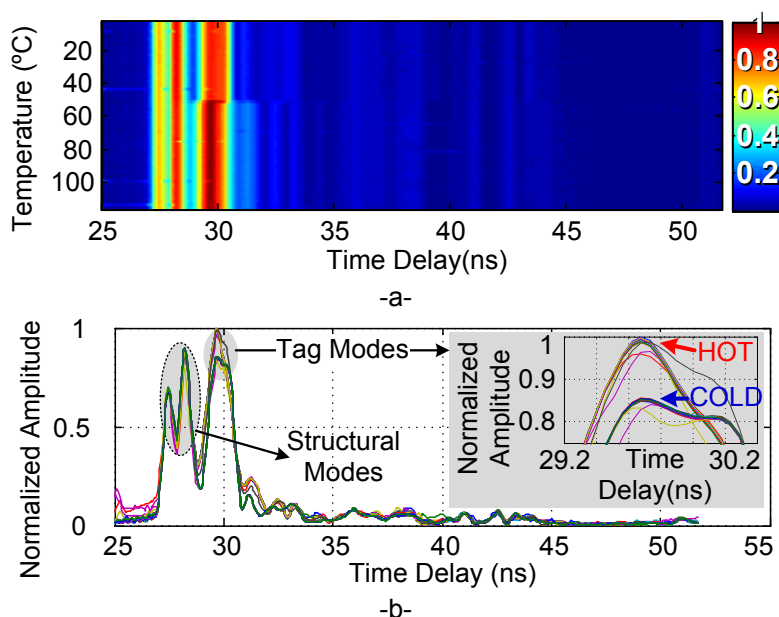 Temperature (ºC)
20
40
60
80
100
25
30
35
40
45
50
Time Delay(ns)
1
0.8
0.6
0.4
0.2
-a-
Normalized Amplitude
1
0.5
0
25
30
35
40
45
50
55
Time Delay (ns)
Tag Modes
Structural
Modes
Normalized
Amplitude
1
0.9
0.8
HOT
COLD
29.2
Time
30.2
Delay(ns)
-b-